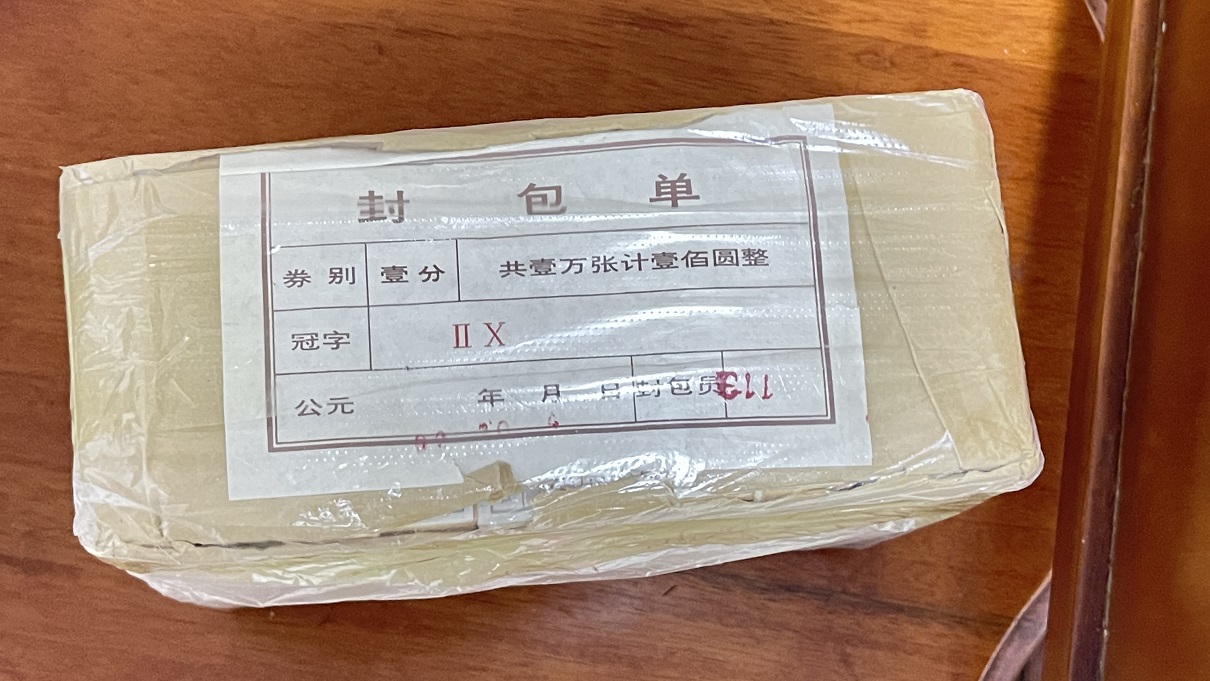 封包单
券别 壹分 共壹万张计壹佰圆整
冠字 ⅡⅩ
公元 年 月 日 封包员 113